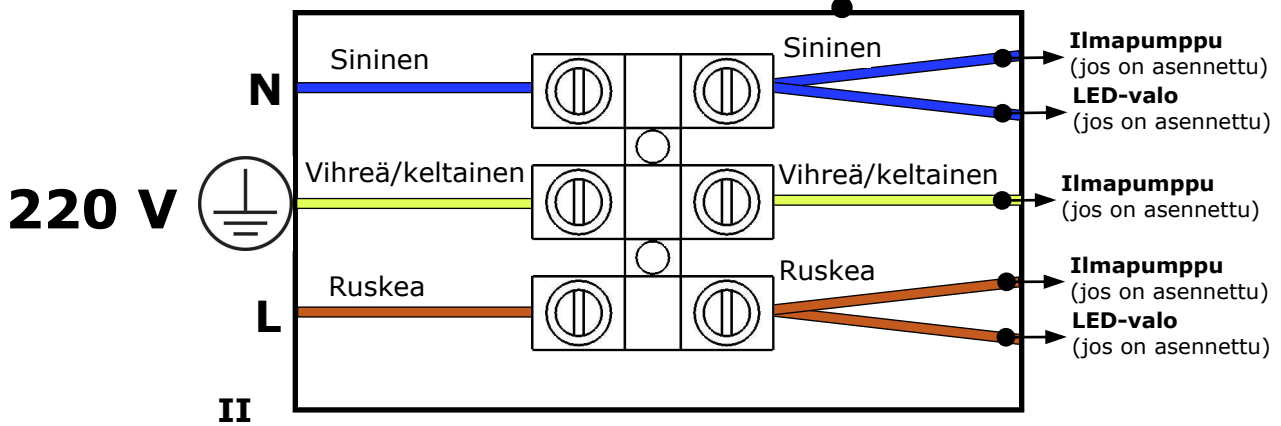 Sininen
Sininen
Ilmapumppu
(jos on asennettu)
N
LED-valo
(jos on asennettu)
220 V
Vihreä/keltainen
Vihreä/keltainen
Ilmapumppu
(jos on asennettu)
Ruskea
Ruskea
Ilmapumppu
(jos on asennettu)
L
LED-valo
(jos on asennettu)
II